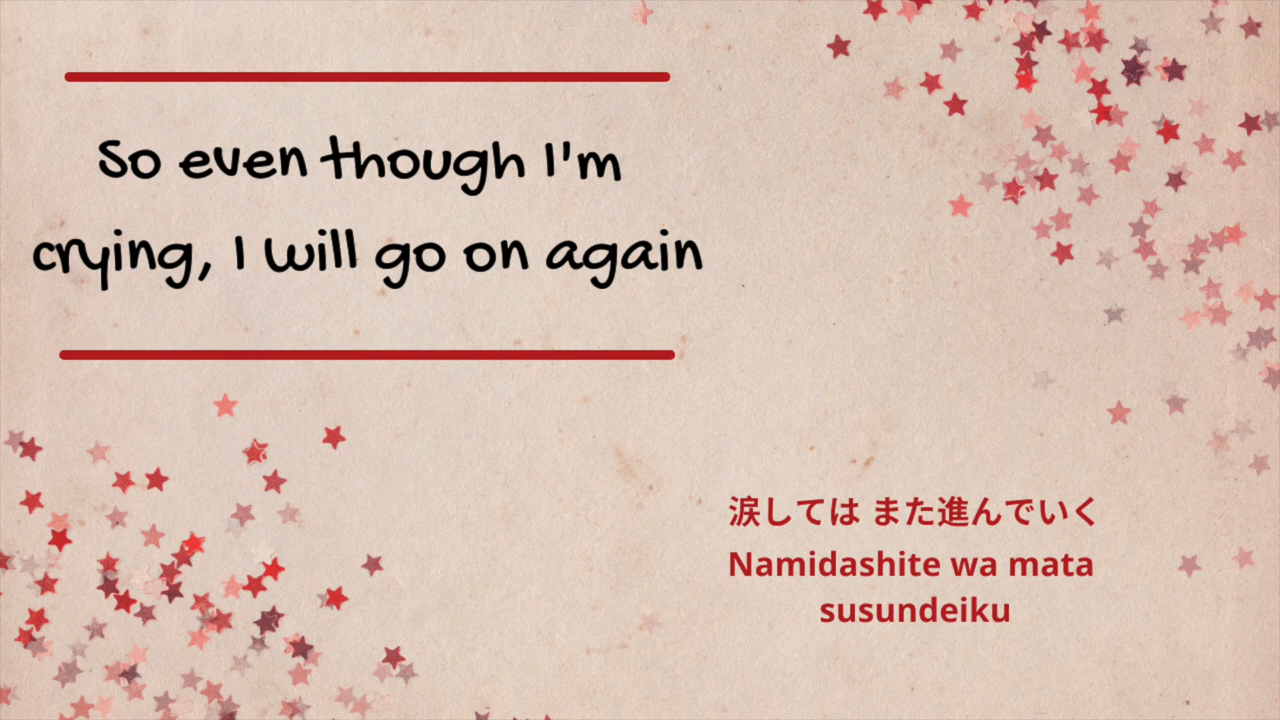 So even though I'm
crying, I will go on again
涙しては また進んでいく
Namidashite wa mata
susundeiku